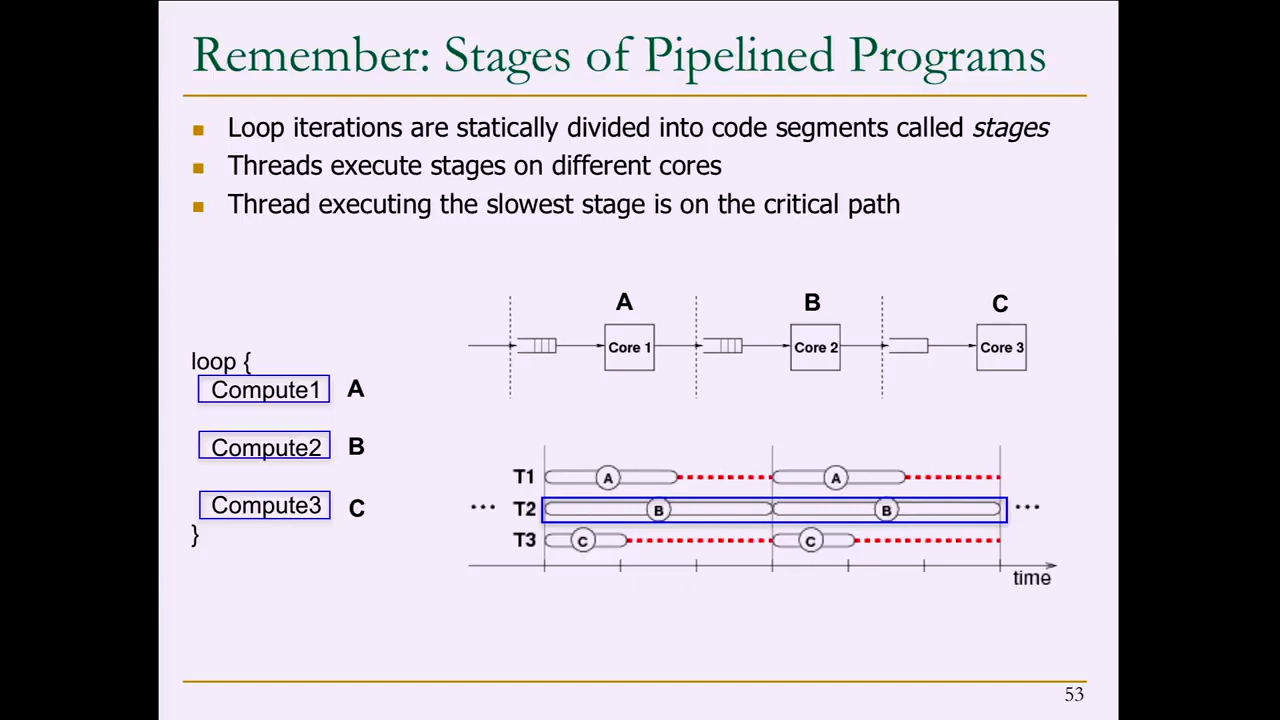 Remember: Stages of Pipelined Programs
Loop iterations are statically divided into code segments called stages
Threads execute stages on different cores
Thread executing the slowest stage is on the critical path
A B C
Core 1 Core 2 Core 3
loop {
Compute1 A
Compute2 B
Compute3 C
}
T1 A A
... T2 B B ...
T3 C C
time
53